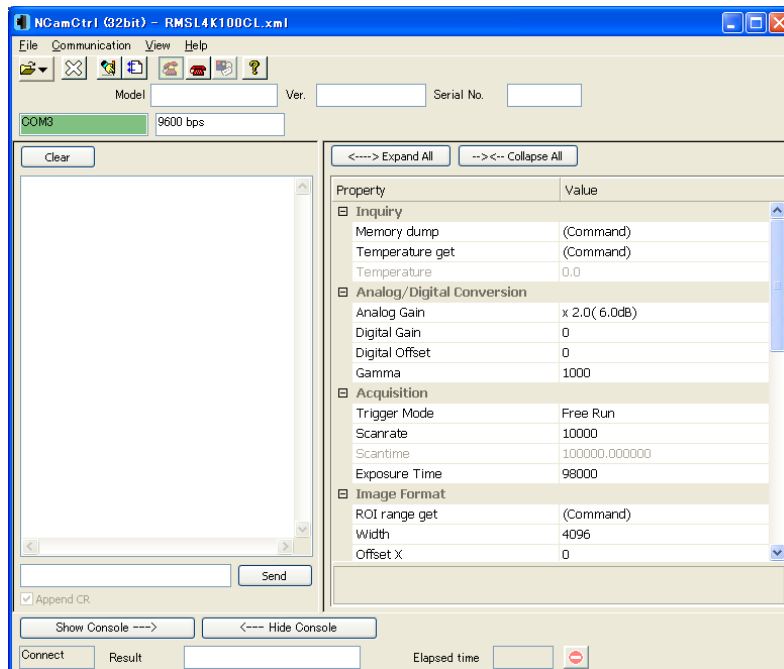 NCamCtrl (32bit) - RMSL4K100CL.xml
File Communication View Help
Model Ver. Serial No.
COM3 9600 bps
Clear
<----> Expand All --><-- Collapse All
Property Value
Inquiry
Memory dump (Command)
Temperature get (Command)
Temperature 0.0
Analog/Digital Conversion
Analog Gain x 2.0( 6.0dB)
Digital Gain 0
Digital Offset 0
Gamma 1000
Acquisition
Trigger Mode Free Run
Scanrate 10000
Scantime 100000.000000
Exposure Time 98000
Image Format
ROI range get (Command)
Width 4096
Offset X 0
Send
Append CR
Show Console ---> <--- Hide Console
Connect Result Elapsed time